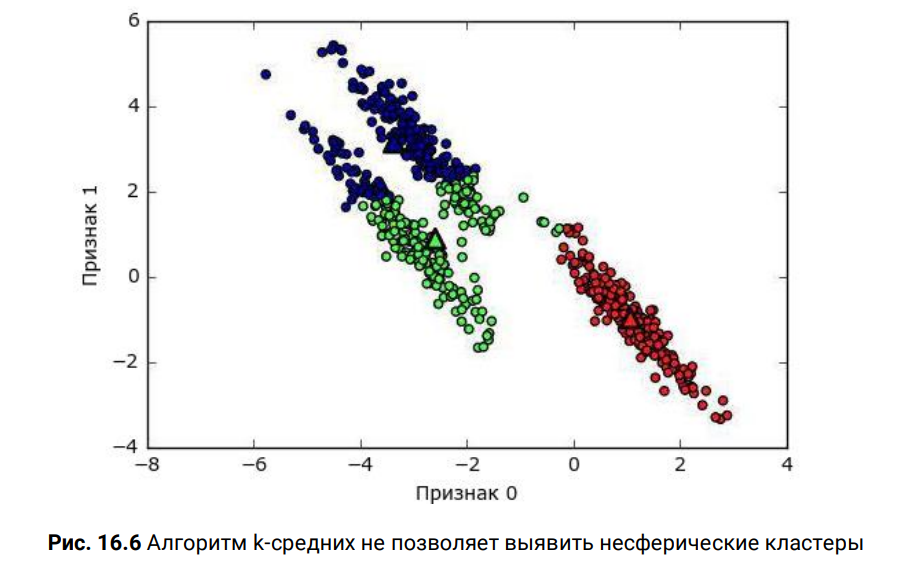 6
4
2
0
−2
−4
Признак 1
−8 −6 −4 −2 0 2 4
Признак 0
Рис. 16.6 Алгоритм k-средних не позволяет выявить несферические кластеры